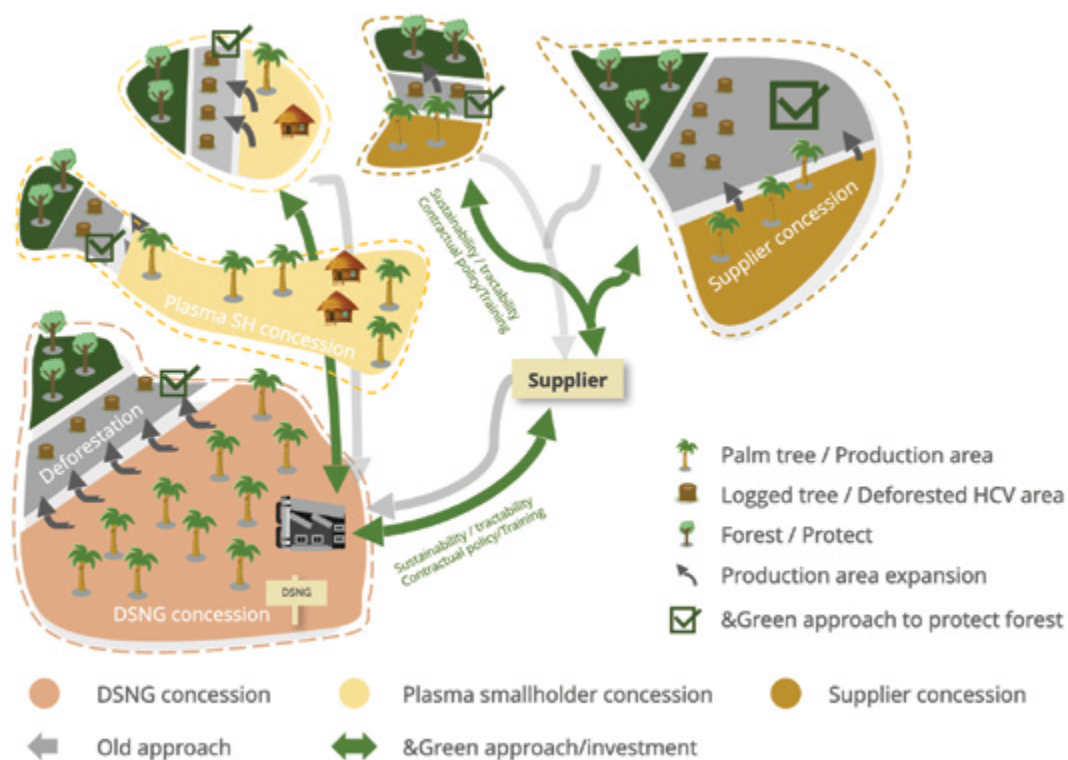 Sustainability / tractability
Contractual policy/Training
Supplier concession
Plasma SH concession
Supplier
Deforestation
Sustainability / tractability
Contractual policy/Training
DSNG
DSNG concession
Palm tree / Production area
Logged tree / Deforested HCV area
Forest / Protect
Production area expansion
&Green approach to protect forest
DSNG concession
Plasma smallholder concession
Supplier concession
Old approach
&Green approach/investment